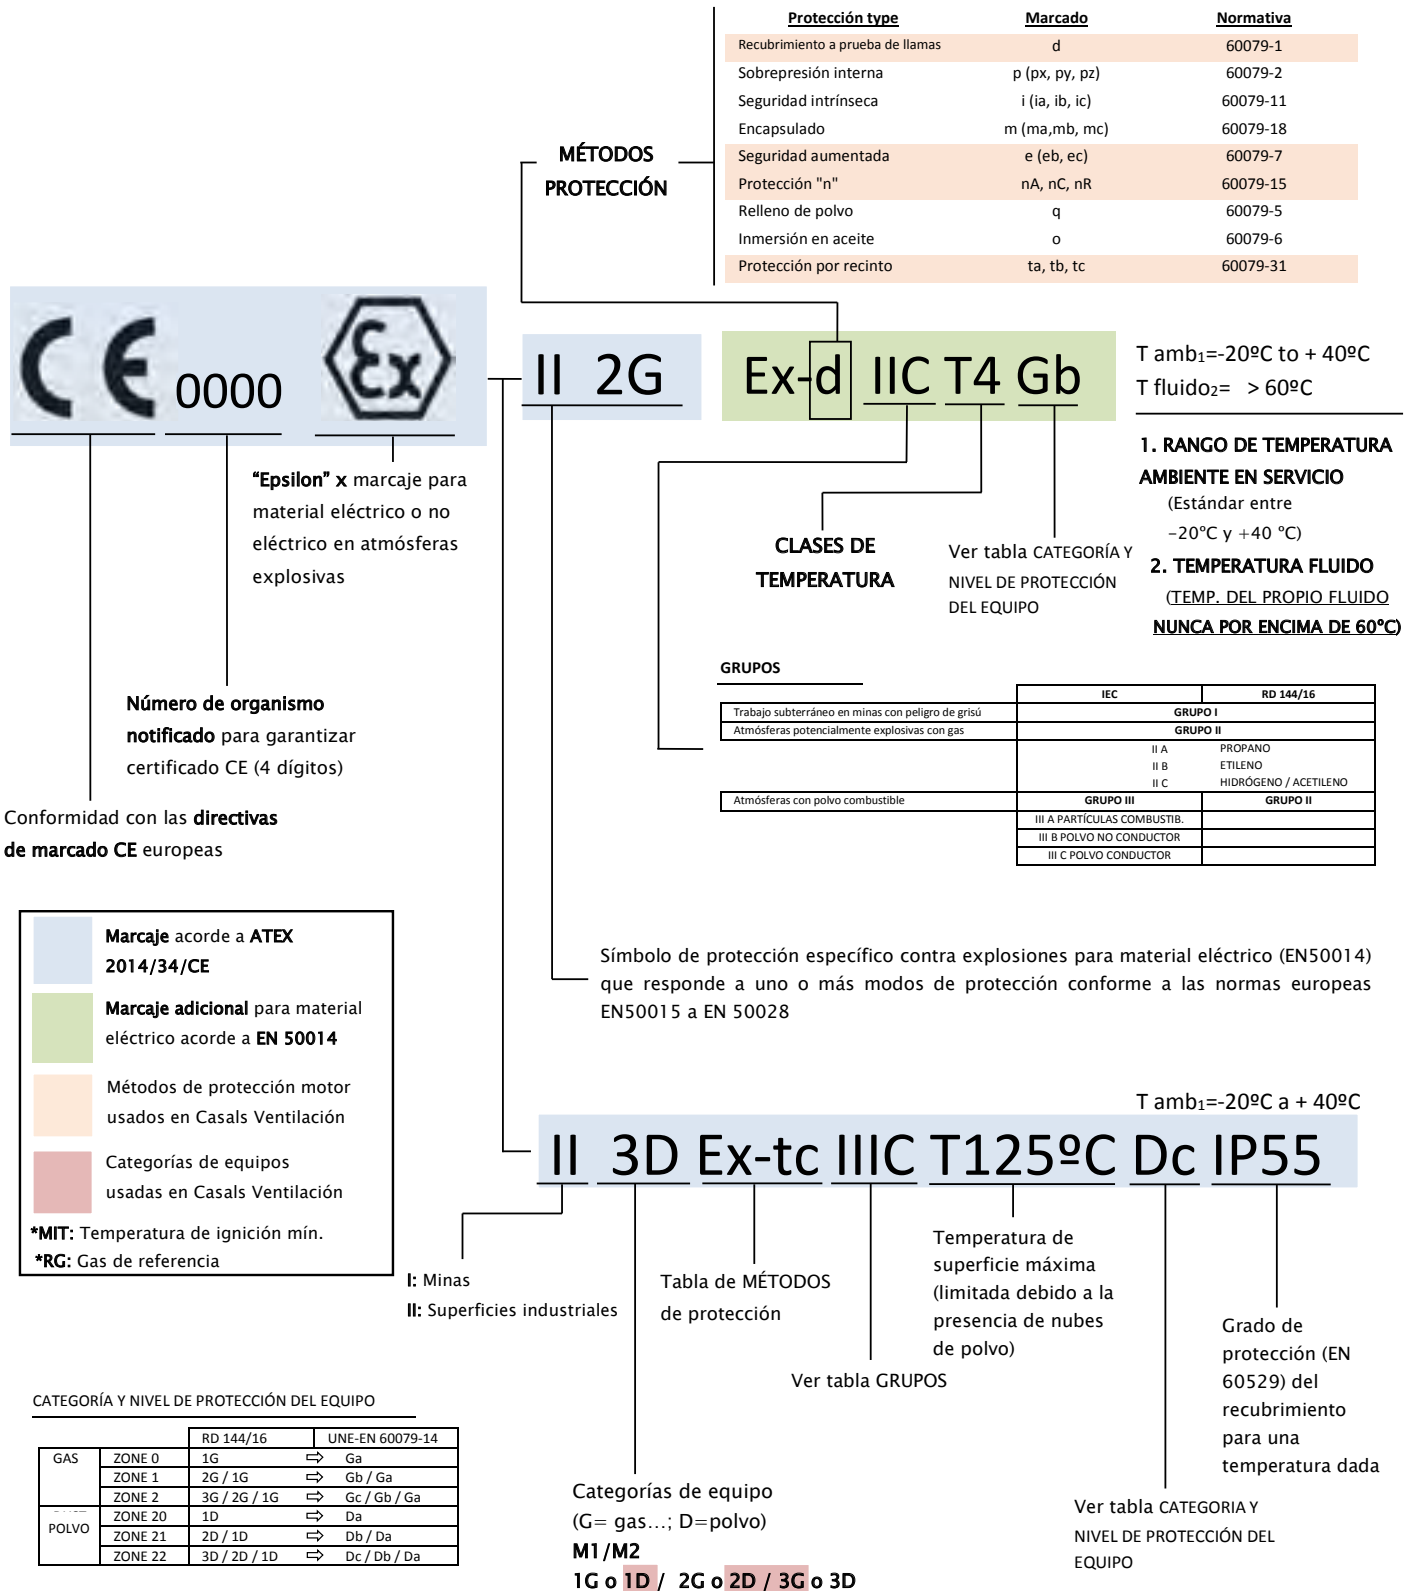 Protección type Marcado Normativa
Recubrimiento a prueba de llamas d 60079-1
Sobrepresión interna p (px, py, pz) 60079-2
Seguridad intrínseca i (ia, ib, ic) 60079-11
Encapsulado m (ma,mb, mc) 60079-18
Seguridad aumentada e (eb, ec) 60079-7
Protección "n" nA, nC, nR 60079-15
Relleno de polvo q 60079-5
Inmersión en aceite o 60079-6
Protección por recinto ta, tb, tc 60079-31
MÉTODOS
PROTECCIÓN
CE 0000 Ex II 2G Ex-d IIC T4 Gb
T amb1=-20ºC to + 40ºC
T fluido2= > 60ºC
1. RANGO DE TEMPERATURA
AMBIENTE EN SERVICIO
(Estándar entre
-20°C y +40 °C)
2. TEMPERATURA FLUIDO
(TEMP. DEL PROPIO FLUIDO
NUNCA POR ENCIMA DE 60°C)
"Epsilon" x marcaje para
material eléctrico o no
eléctrico en atmósferas
explosivas
CLASES DE
TEMPERATURA
Ver tabla CATEGORÍA Y
NIVEL DE PROTECCIÓN
DEL EQUIPO
Número de organismo
notificado para garantizar
certificado CE (4 dígitos)
Conformidad con las directivas
de marcado CE europeas
GRUPOS
IEC RD 144/16
Trabajo subterráneo en minas con peligro de grisú GRUPO I
Atmósferas potencialmente explosivas con gas GRUPO II
II A PROPANO
II B ETILENO
II C HIDRÓGENO / ACETILENO
Atmósferas con polvo combustible GRUPO III GRUPO II
III A PARTÍCULAS COMBUSTIB.
III B POLVO NO CONDUCTOR
III C POLVO CONDUCTOR
Marcaje acorde a ATEX
2014/34/CE
Marcaje adicional para material
eléctrico acorde a EN 50014
Métodos de protección motor
usados en Casals Ventilación
Categorías de equipos
usadas en Casals Ventilación
*MIT: Temperatura de ignición mín.
*RG: Gas de referencia
Símbolo de protección específico contra explosiones para material eléctrico (EN50014)
que responde a uno o más modos de protección conforme a las normas europeas
EN50015 a EN 50028
T amb1=-20ºC a + 40ºC
II 3D Ex-tc IIIC T125ºC Dc IP55
I: Minas
II: Superficies industriales
Tabla de MÉTODOS
de protección
Ver tabla GRUPOS
Temperatura de
superficie máxima
(limitada debido a la
presencia de nubes
de polvo)
Grado de
protección (EN
60529) del
recubrimiento
para una
temperatura dada
Categorías de equipo
(G= gas...; D=polvo)
M1/M2
1G o 1D / 2G o 2D / 3G o 3D
Ver tabla CATEGORIA Y
NIVEL DE PROTECCIÓN DEL
EQUIPO
CATEGORÍA Y NIVEL DE PROTECCIÓN DEL EQUIPO
RD 144/16 UNE-EN 60079-14
GAS ZONE 0 1G ⇨ Ga
ZONE 1 2G / 1G ⇨ Gb / Ga
ZONE 2 3G / 2G / 1G ⇨ Gc / Gb / Ga
POLVO ZONE 20 1D ⇨ Da
ZONE 21 2D / 1D ⇨ Db / Da
ZONE 22 3D / 2D / 1D ⇨ Dc / Db / Da